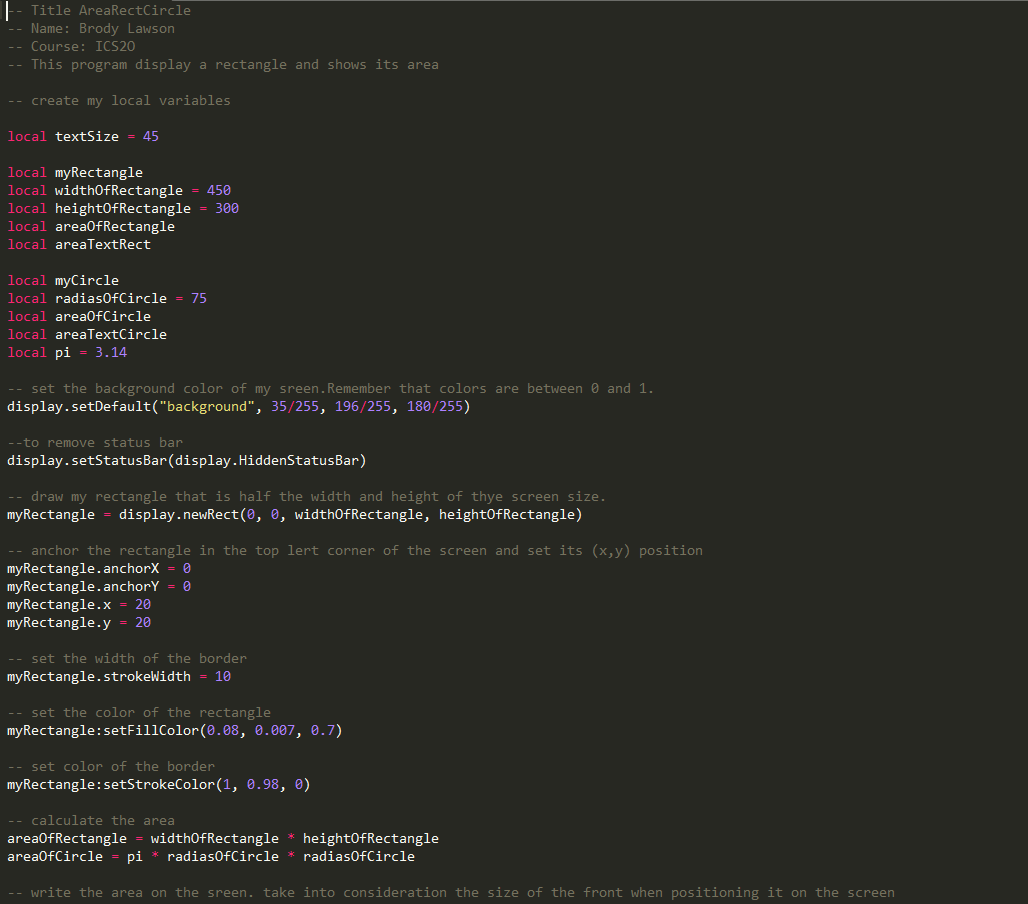 -- Title AreaRectCircle
-- Name: Brody Lawson
-- Course: ICS2O
-- This program display a rectangle and shows its area
-- create my local variables
local textSize = 45
local myRectangle
local widthOfRectangle = 450
local heightOfRectangle = 300
local areaOfRectangle
local areaTextRect
local myCircle
local radiasOfCircle = 75
local areaOfCircle
local areaTextCircle
local pi = 3.14
-- set the background color of my sreen.Remember that colors are between 0 and 1.
display.setDefault("background", 35/255, 196/255, 180/255)
--to remove status bar
display.setStatusBar(display.HiddenStatusBar)
-- draw my rectangle that is half the width and height of thye screen size.
myRectangle = display.newRect(0, 0, widthOfRectangle, heightOfRectangle)
-- anchor the rectangle in the top lert corner of the screen and set its (x,y) position
myRectangle.anchorX = 0
myRectangle.anchorY = 0
myRectangle.x = 20
myRectangle.y = 20
-- set the width of the border
myRectangle.strokeWidth = 10
-- set the color of the rectangle
myRectangle:setFillColor(0.08, 0.007, 0.7)
-- set color of the border
myRectangle:setStrokeColor(1, 0.98, 0)
-- calculate the area
areaOfRectangle = widthOfRectangle * heightOfRectangle
areaOfCircle = pi * radiasOfCircle * radiasOfCircle
-- write the area on the sreen. take into consideration the size of the front when positioning it on the screen